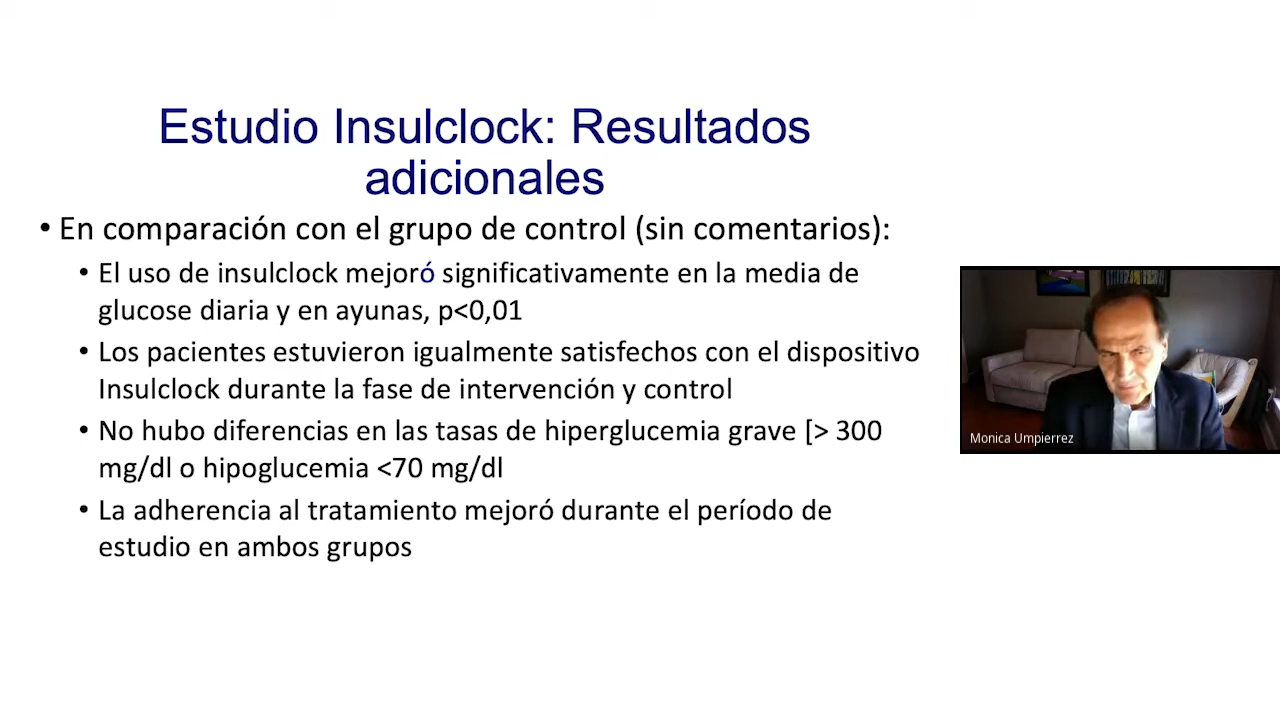 Estudio Insulclock: Resultados
adicionales
• En comparación con el grupo de control (sin comentarios):
• El uso de insulclock mejoró significativamente en la media de
glucose diaria y en ayunas, p<0,01
• Los pacientes estuvieron igualmente satisfechos con el dispositivo
Insulclock durante la fase de intervención y control
• No hubo diferencias en las tasas de hiperglucemia grave [> 300
mg/dl o hipoglucemia <70 mg/dl
• La adherencia al tratamiento mejoró durante el período de
estudio en ambos grupos
Monica Umpierrez